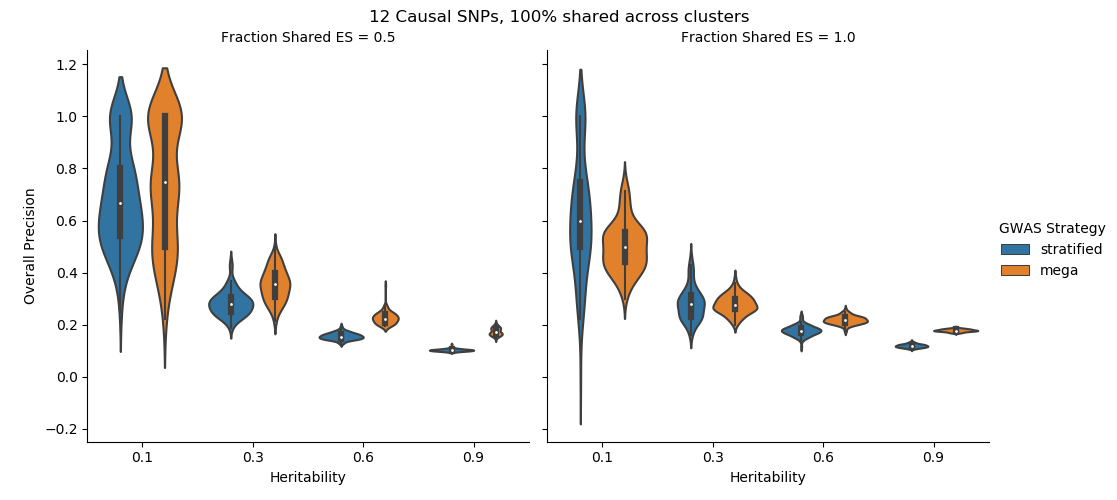 12 Causal SNPs, 100% shared across clusters
Fraction Shared ES = 0.5
Fraction Shared ES = 1.0
Overall Precision
1.2
1.0
0.8
0.6
0.4
0.2
0.0
−0.2
0.1 0.3 0.6 0.9
Heritability
0.1 0.3 0.6 0.9
Heritability
GWAS Strategy
stratified
mega